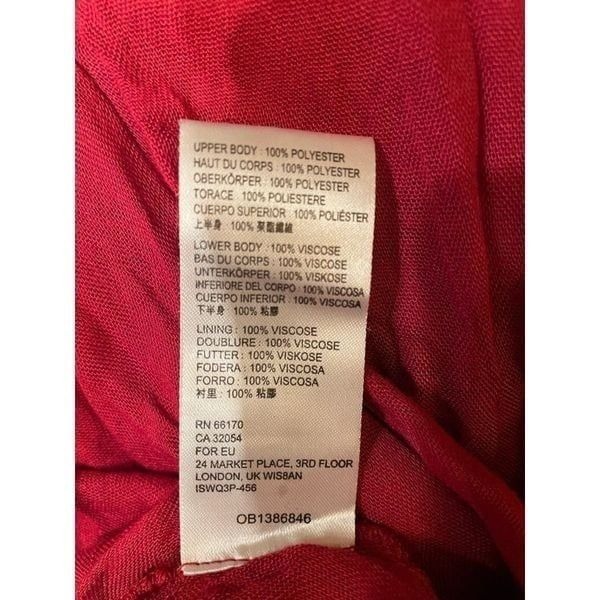 UPPER BODY : 100% POLYESTER
HAUT DU CORPS : 100% POLYESTER
OBERKÖRPER : 100% POLYESTER
TORACE : 100% POLIESTERE
CUERPO SUPERIOR : 100% POLIÉSTER
上半身 : 100% 聚酯纖維
LOWER BODY : 100% VISCOSE
BAS DU CORPS : 100% VISCOSE
UNTERKÖRPER : 100% VISKOSE
INFERIORE DEL CORPO : 100% VISCOSA
CUERPO INFERIOR : 100% VISCOSA
下半身 : 100% 粘膠
LINING : 100% VISCOSE
DOUBLURE : 100% VISCOSE
FUTTER : 100% VISKOSE
FODERA : 100% VISCOSA
FORRO : 100% VISCOSA
衬里 : 100% 粘膠
RN 66170
CA 32054
FOR EU
24 MARKET PLACE, 3RD FLOOR
LONDON, UK WIS8AN
ISWQ3P-456
OB1386846